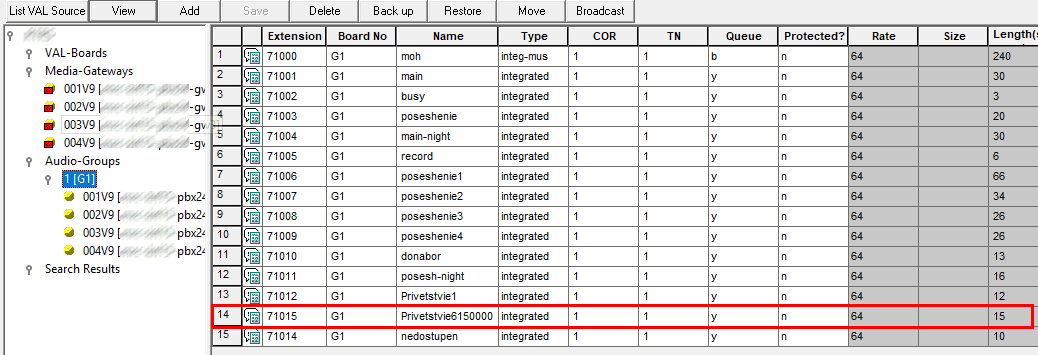 List VAL Source View Add Save Delete Back up Restore Move Broadcast
VAL-Boards
Media-Gateways
001V9 [ -gw
002V9 [ -gw
003V9 [ -gw
004V9 [ -gw
Audio-Groups
1 [G1]
001V9 [ pbx24
002V9 [ pbx24
003V9 [ pbx24
004V9 [ pbx24
Search Results
Extension Board No Name Type COR TN Queue Protected? Rate Size Length(s
1 71000 G1 moh integ-mus 1 1 b n 64 240
2 71001 G1 main integrated 1 1 y n 64 30
3 71002 G1 busy integrated 1 1 y n 64 3
4 71003 G1 poseshenie integrated 1 1 y n 64 20
5 71004 G1 main-night integrated 1 1 y n 64 30
6 71005 G1 record integrated 1 1 y n 64 6
7 71006 G1 poseshenie1 integrated 1 1 y n 64 66
8 71007 G1 poseshenie2 integrated 1 1 y n 64 34
9 71008 G1 poseshenie3 integrated 1 1 y n 64 26
10 71009 G1 poseshenie4 integrated 1 1 y n 64 26
11 71010 G1 donabor integrated 1 1 y n 64 13
12 71011 G1 posesh-night integrated 1 1 y n 64 16
13 71012 G1 Privetstvie1 integrated 1 1 y n 64 12
14 71015 G1 Privetstvie6150000 integrated 1 1 y n 64 15
15 71014 G1 nedostupen integrated 1 1 y n 64 10